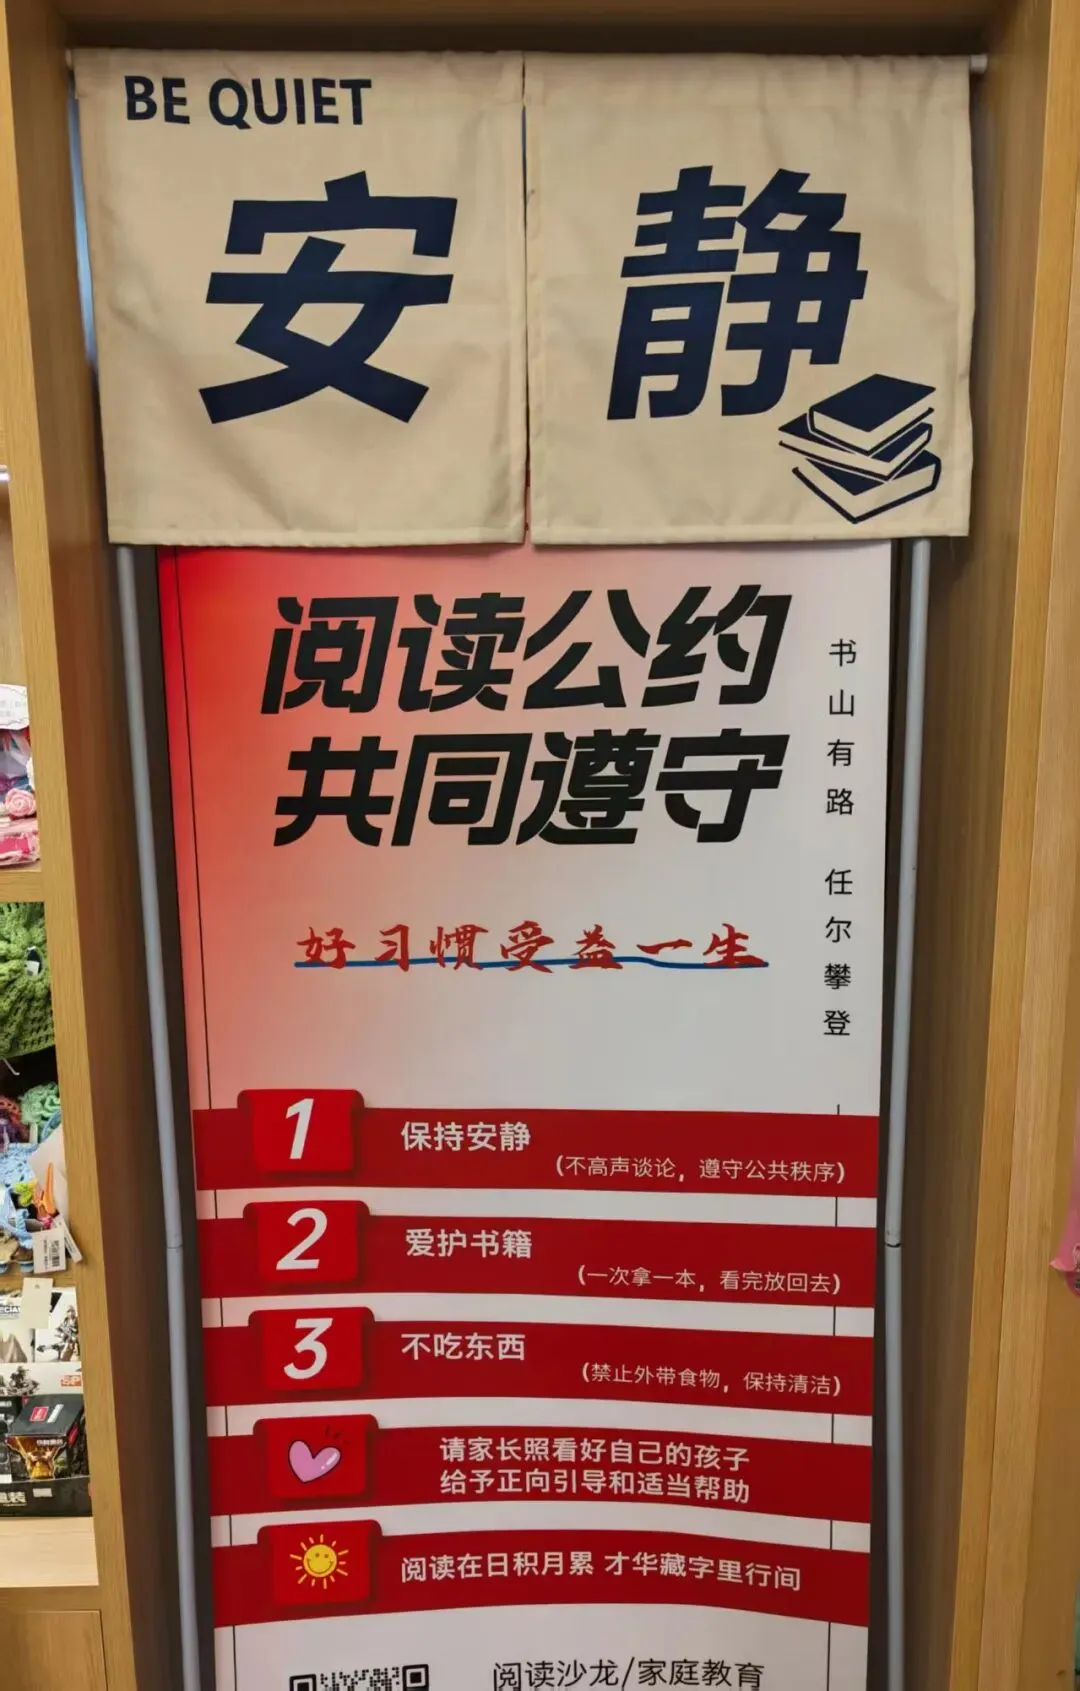 BE QUIET
安静
阅读公约
共同遵守
书山有路 任尔攀登
好习惯受益一生
1
保持安静
(不高声谈论，遵守公共秩序)
2
爱护书籍
(一次拿一本，看完放回去)
3
不吃东西
(禁止外带食物，保持清洁)
请家长照看好自己的孩子
给予正向引导和适当帮助
阅读在日积月累 才华藏字里行间
阅读沙龙/家庭教育